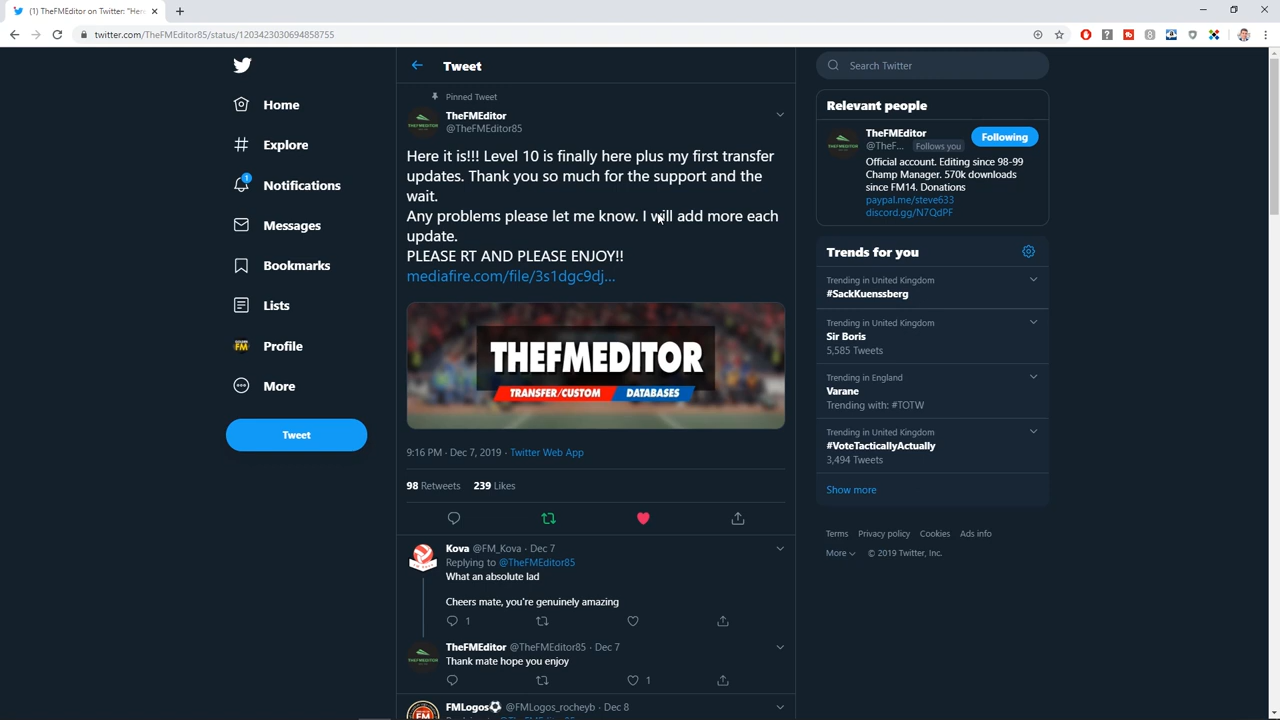 (1) TheFMEditor on Twitter: "Here
twitter.com/TheFMEditor85/status/1203423030694858755
Home
Explore
1
Notifications
Messages
Bookmarks
Lists
Profile
More
Tweet
Tweet
Pinned Tweet
TheFMEditor
@TheFMEditor85
Here it is!!! Level 10 is finally here plus my first transfer
updates. Thank you so much for the support and the
wait.
Any problems please let me know. I will add more each
update.
PLEASE RT AND PLEASE ENJOY!!
mediafire.com/file/3s1dgc9dj...
THEFMEDITOR
TRANSFER/CUSTOM DATABASES
9:16 PM · Dec 7, 2019 · Twitter Web App
98 Retweets 239 Likes
Kova @FM_Kova · Dec 7
Replying to @TheFMEditor85
What an absolute lad
Cheers mate, you're genuinely amazing
1
TheFMEditor @TheFMEditor85 · Dec 7
Thank mate hope you enjoy
1
FMLogos⚽ @FMLogos_rocheyb · Dec 8
Search Twitter
Relevant people
TheFMEditor
@TheF... Follows you
Following
Official account. Editing since 98-99
Champ Manager. 570k downloads
since FM14. Donations
paypal.me/steve633
discord.gg/N7QdPF
Trends for you
Trending in United Kingdom
#SackKuenssberg
Trending in United Kingdom
Sir Boris
5,585 Tweets
Trending in England
Varane
Trending with: #TOTW
Trending in United Kingdom
#VoteTacticallyActually
3,494 Tweets
Show more
Terms Privacy policy Cookies Ads info
More © 2019 Twitter, Inc.